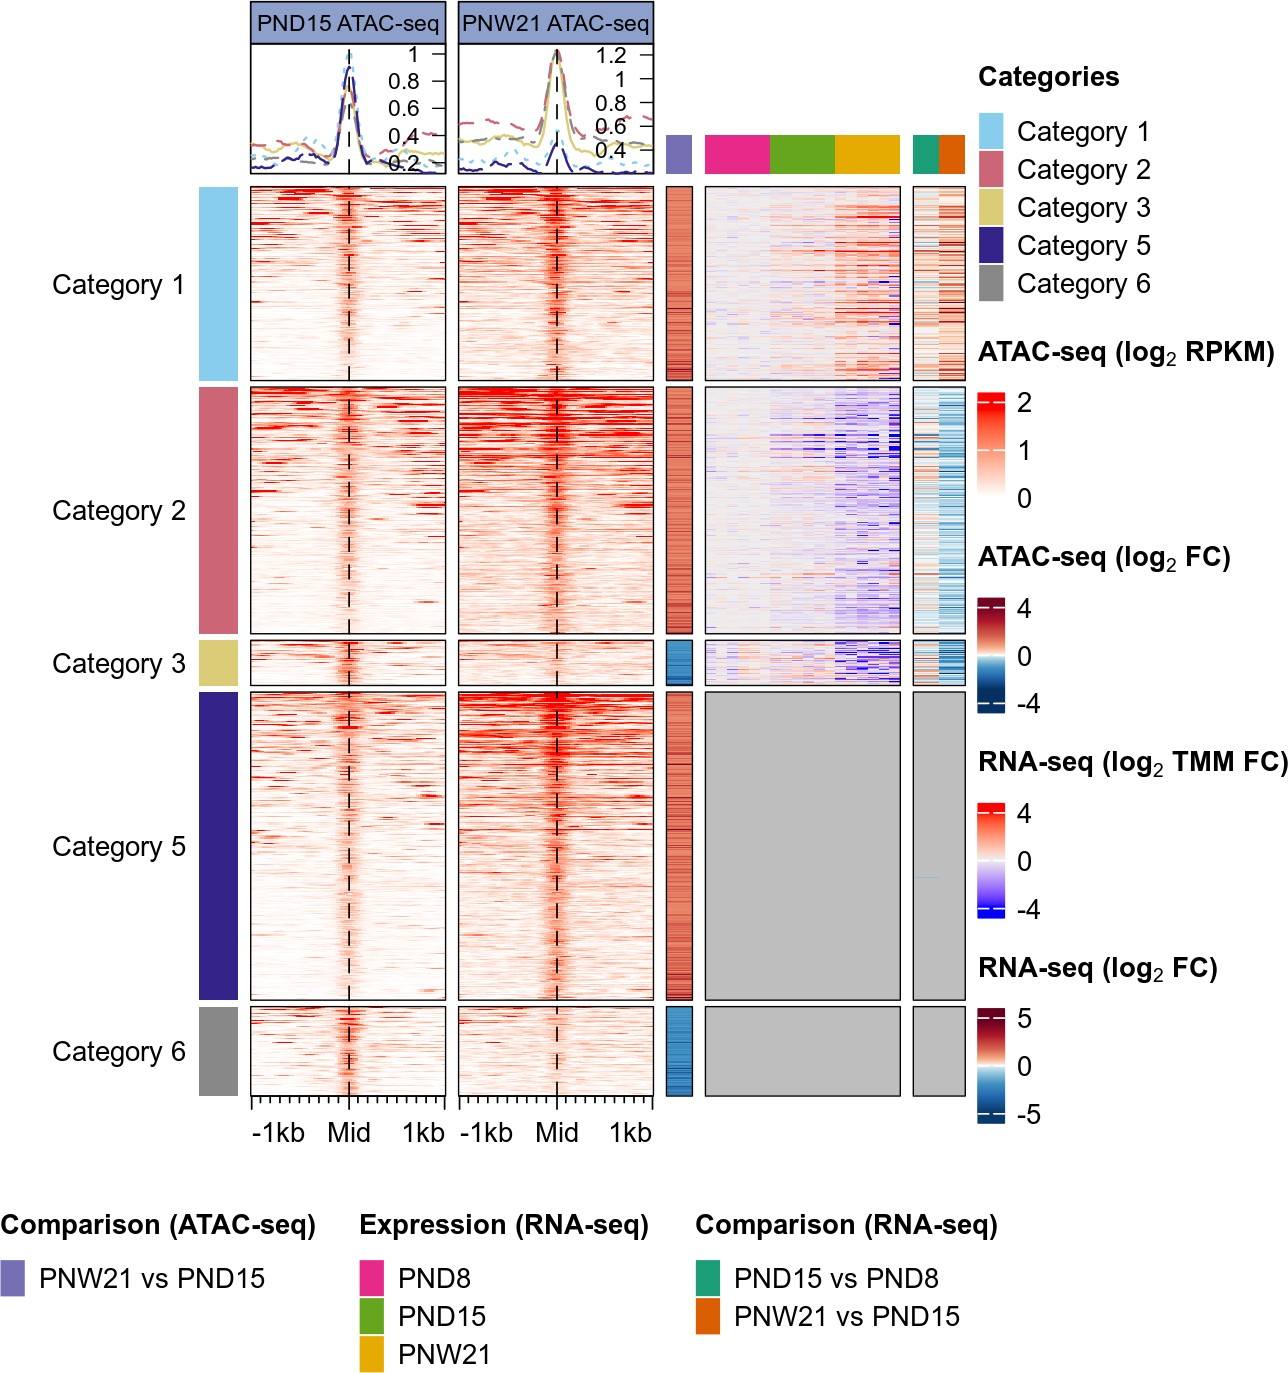 PND15 ATAC-seq
PNW21 ATAC-seq
1
0.8
0.6
0.4
0.2
1.2
1
0.8
0.6
0.4
Categories
Category 1
Category 2
Category 3
Category 5
Category 6
Category 1
Category 2
Category 3
Category 5
Category 6
ATAC-seq (log2 RPKM)
2
1
0
ATAC-seq (log2 FC)
4
0
-4
RNA-seq (log2 TMM FC)
4
0
-4
RNA-seq (log2 FC)
5
0
-5
-1kb Mid 1kb
-1kb Mid 1kb
Comparison (ATAC-seq)
PNW21 vs PND15
Expression (RNA-seq)
PND8
PND15
PNW21
Comparison (RNA-seq)
PND15 vs PND8
PNW21 vs PND15